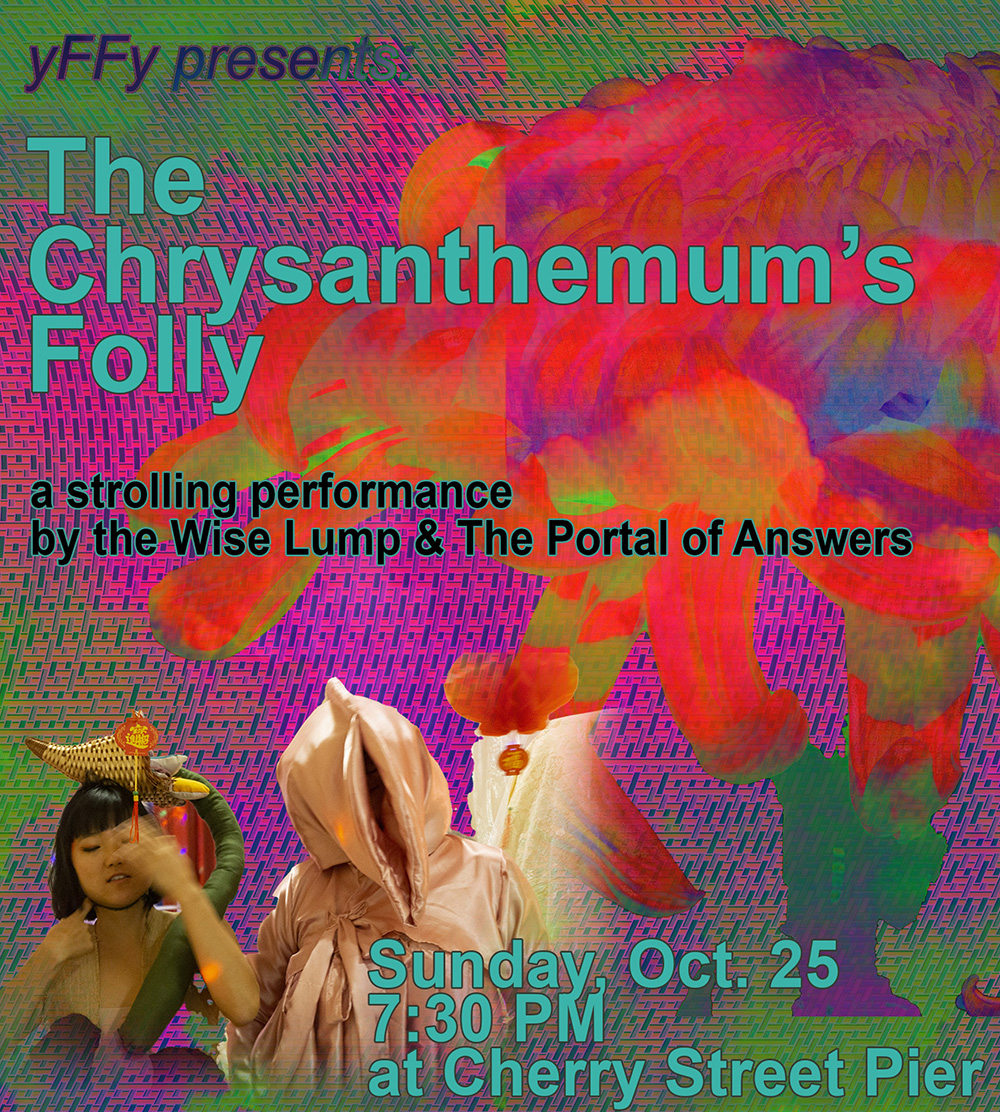 yFFy presents:
The
Chrysanthemum’s
Folly
a strolling performance
by the Wise Lump & The Portal of Answers
Sunday, Oct. 25
7:30 PM
at Cherry Street Pier